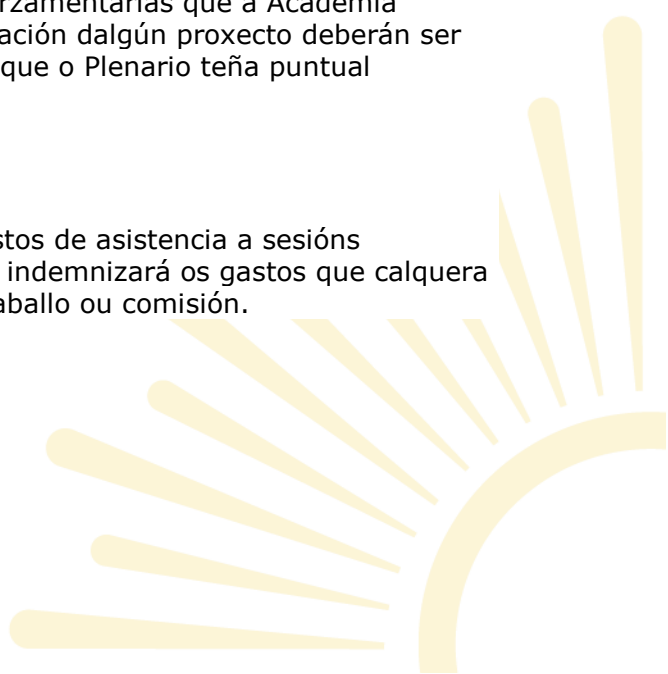 rzamentarias que a Academia
ación dalgún proxecto deberán ser
que o Plenario teña puntual
stos de asistencia a sesións
indemnizará os gastos que calquera
aballo ou comisión.